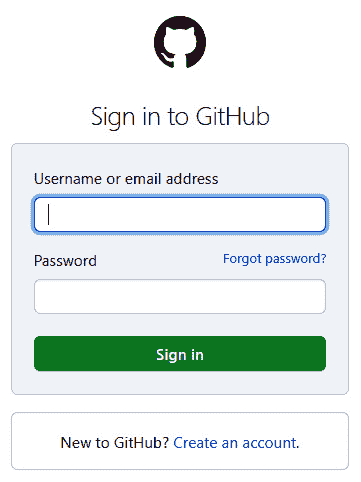 Sign in to GitHub
Username or email address
Password Forgot password?
Sign in
New to GitHub? Create an account.